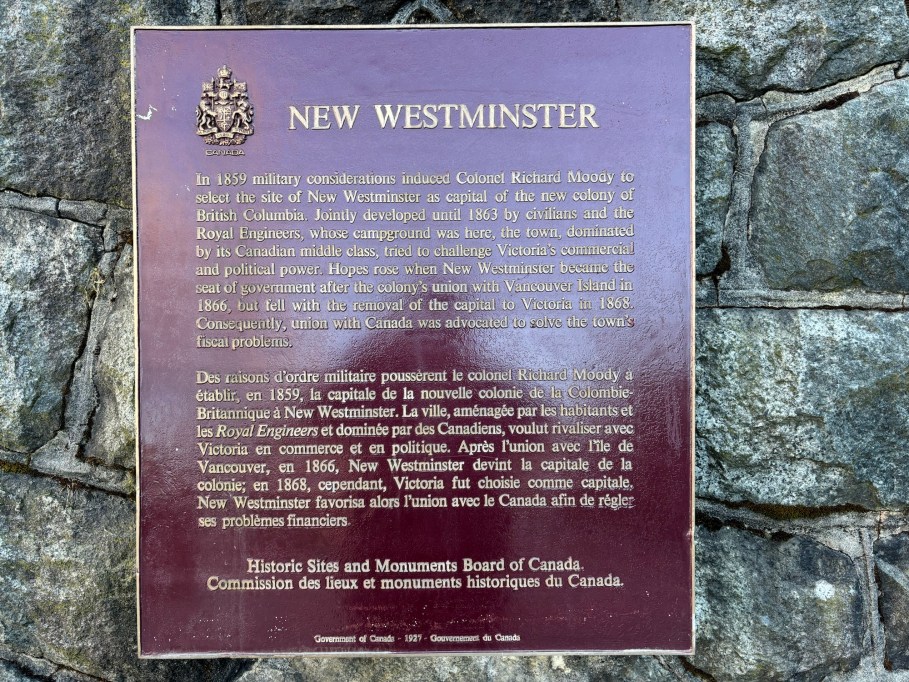 CANADA
NEW WESTMINSTER
In 1859 military considerations induced Colonel Richard Moody to
select the site of New Westminster as capital of the new colony of
British Columbia. Jointly developed until 1863 by civilians and the
Royal Engineers, whose campground was here, the town, dominated
by its Canadian middle class, tried to challenge Victoria's commercial
and political power. Hopes rose when New Westminster became the
seat of government after the colony's union with Vancouver Island in
1866, but fell with the removal of the capital to Victoria in 1868.
Consequently, union with Canada was advocated to solve the town's
fiscal problems.
Des raisons d'ordre militaire poussèrent le colonel Richard Moody à
établir, en 1859, la capitale de la nouvelle colonie de la Colombie-
Britannique à New Westminster. La ville, aménagée par les habitants et
les Royal Engineers et dominée par des Canadiens, voulut rivaliser avec
Victoria en commerce et en politique. Après l'union avec l'île de
Vancouver, en 1866, New Westminster devint la capitale de la
colonie; en 1868, cependant, Victoria fut choisie comme capitale.
New Westminster favorisa alors l'union avec le Canada afin de régler
ses problèmes financiers.
Historic Sites and Monuments Board of Canada.
Commission des lieux et monuments historiques du Canada.
Government of Canada - 1927 - Gouvernement du Canada